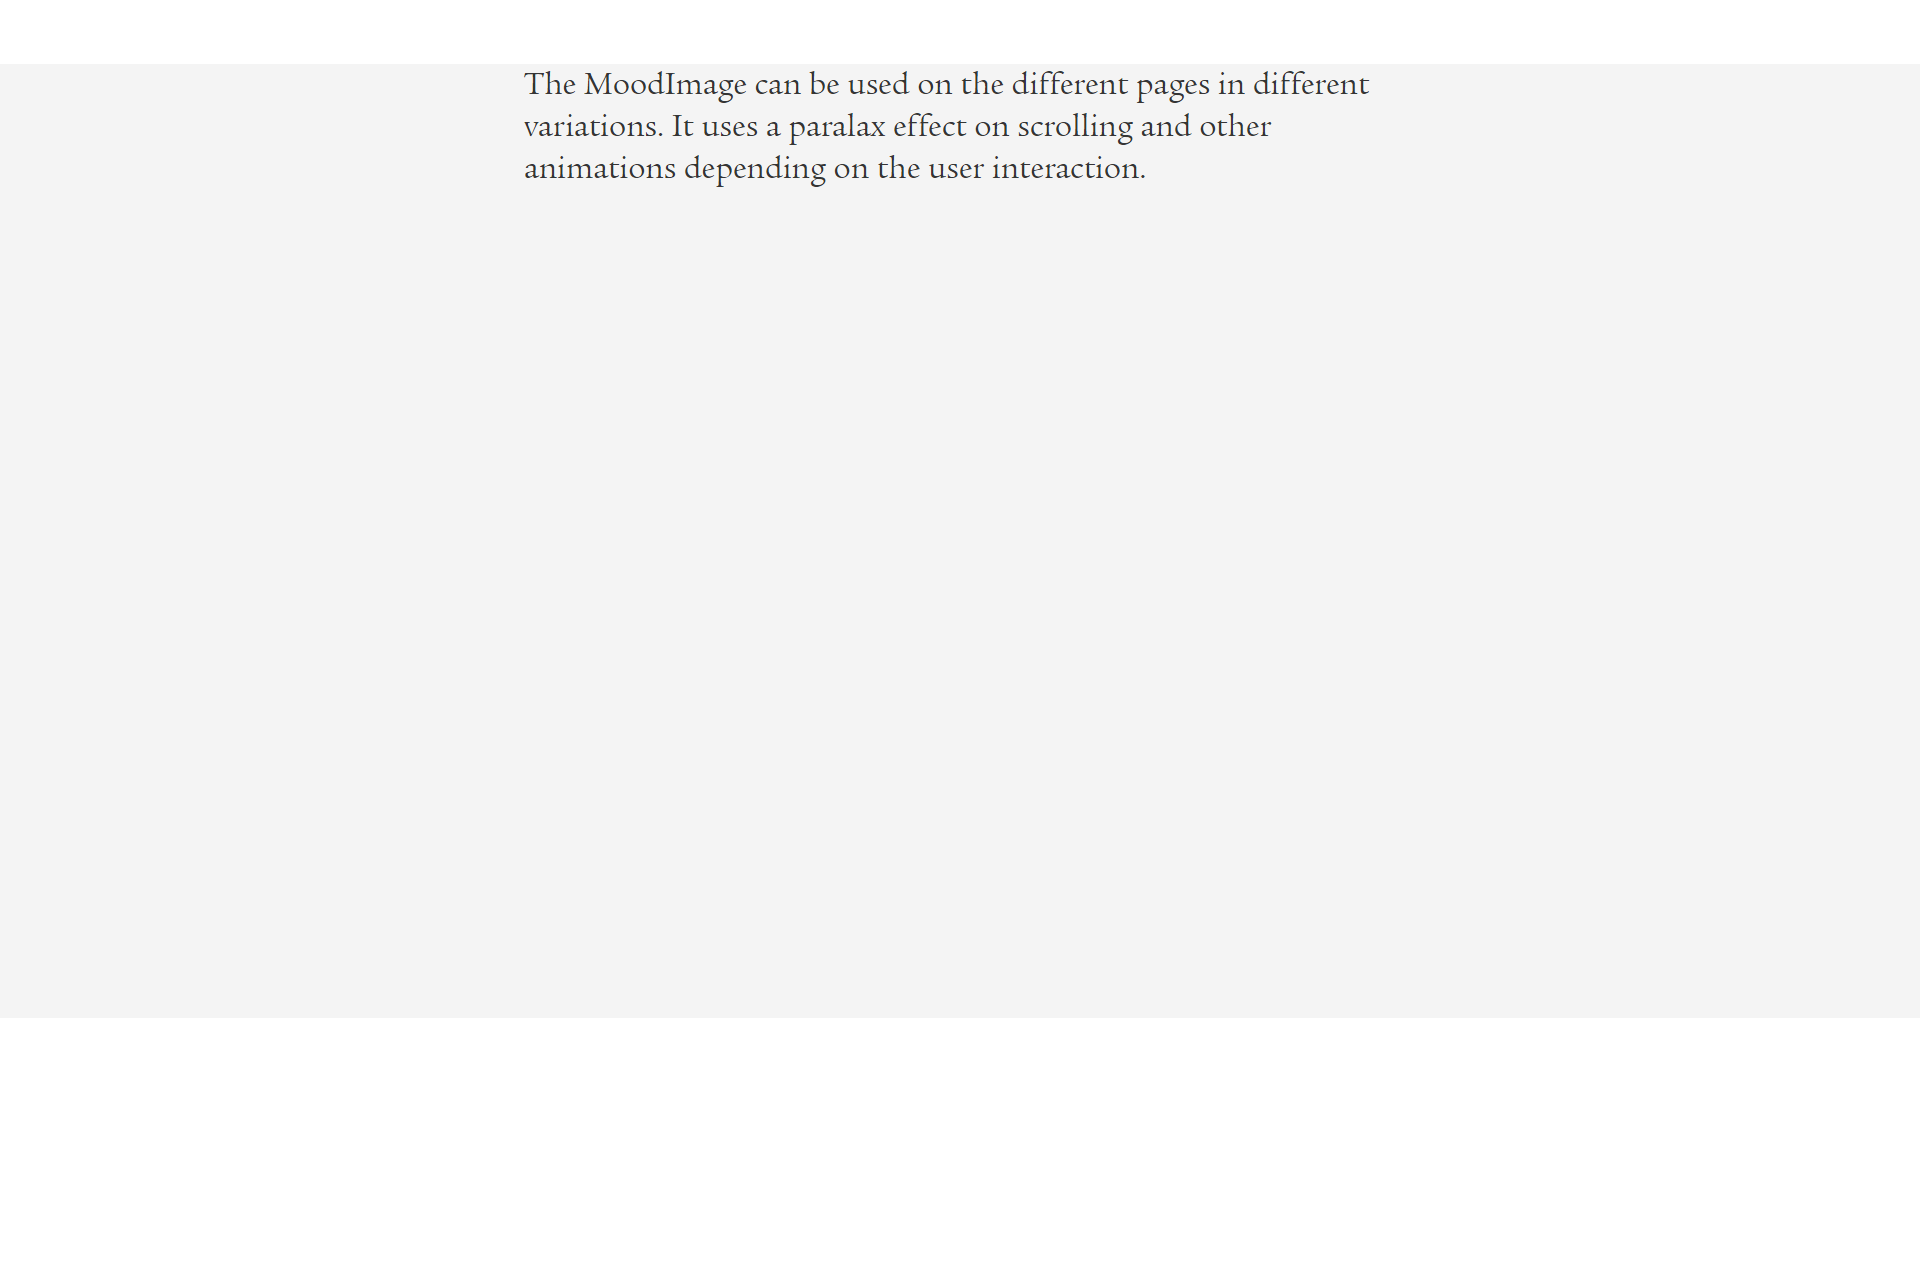 The MoodImage can be used on the different pages in different
variations. It uses a paralax effect on scrolling and other
animations depending on the user interaction.